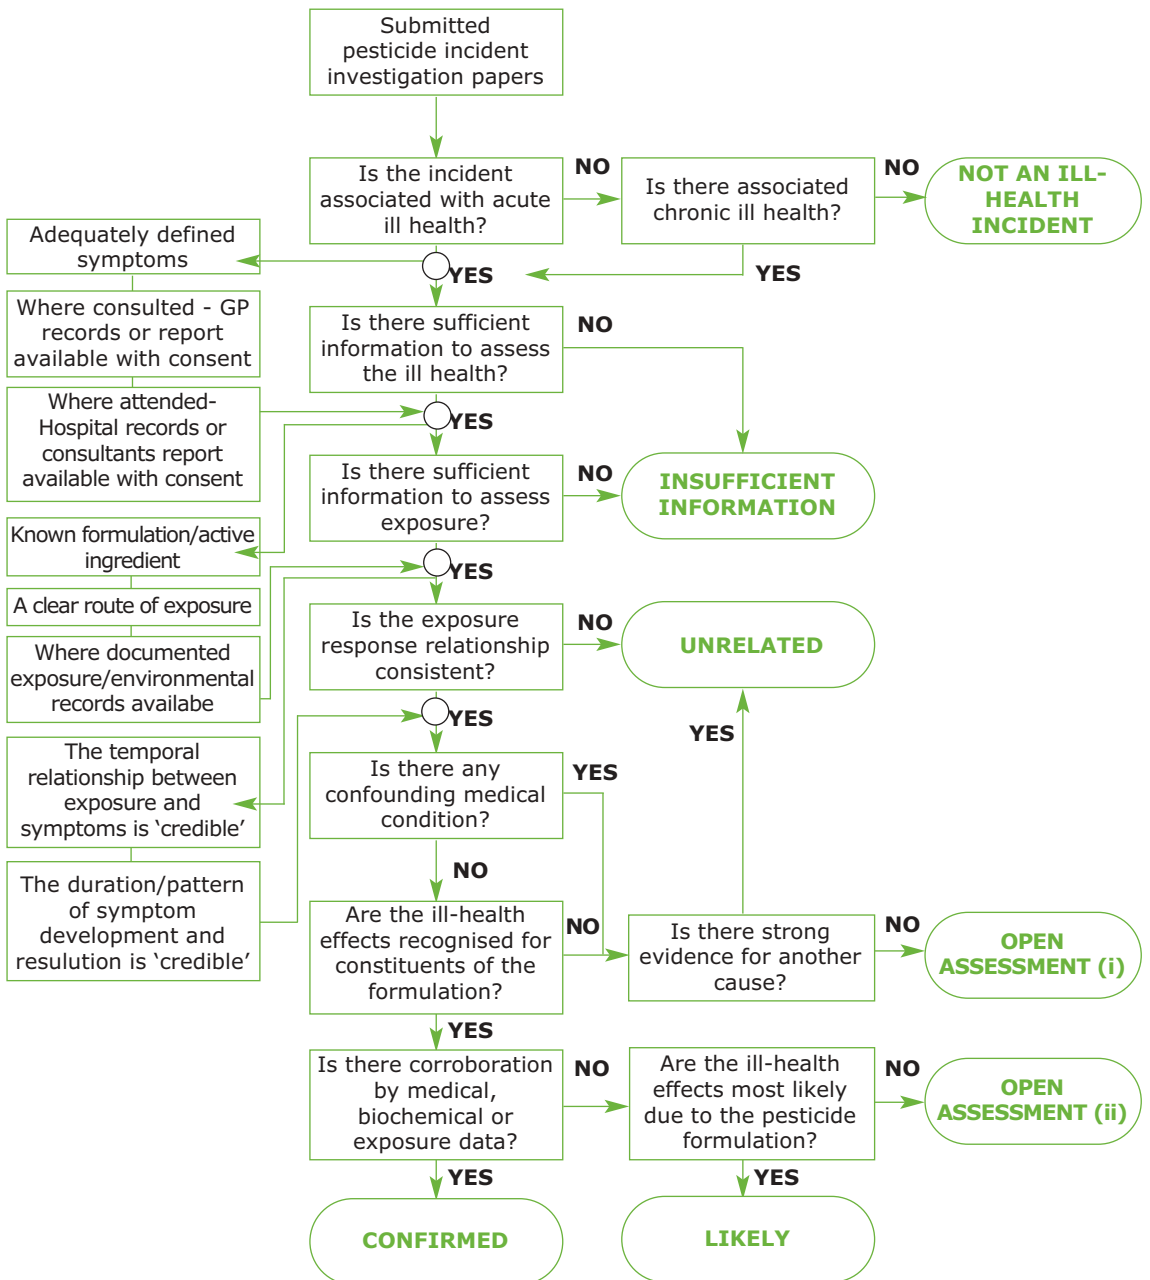 Submitted
pesticide incident
investigation papers
Is the incident
associated with acute
ill health?
NO
Is there associated
chronic ill health?
NO
NOT AN ILL-
HEALTH
INCIDENT
YES
YES
Adequately defined
symptoms
Where consulted - GP
records or report
available with consent
Where attended-
Hospital records or
consultants report
available with consent
Is there sufficient
information to assess
the ill health?
NO
YES
Is there sufficient
information to assess
exposure?
NO
INSUFFICIENT
INFORMATION
YES
Known formulation/active
ingredient
A clear route of exposure
Where documented
exposure/environmental
records availabe
Is the exposure
response relationship
consistent?
NO
UNRELATED
YES
YES
The temporal
relationship between
exposure and
symptoms is ‘credible’
The duration/pattern
of symptom
development and
resulution is ‘credible’
Is there any
confounding medical
condition?
YES
NO
Are the ill-health
effects recognised for
constituents of the
formulation?
NO
Is there strong
evidence for another
cause?
NO
OPEN
ASSESSMENT (i)
YES
Is there corroboration
by medical,
biochemical or
exposure data?
NO
Are the ill-health
effects most likely
due to the pesticide
formulation?
NO
OPEN
ASSESSMENT (ii)
YES
YES
CONFIRMED
LIKELY